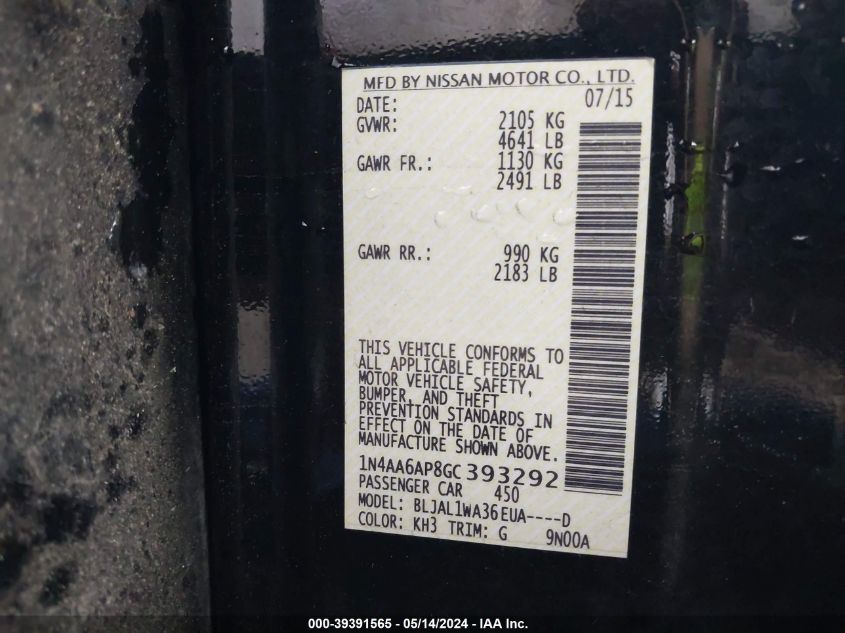 MFD BY NISSAN MOTOR CO., LTD.
DATE: 07/15
GVWR: 2105 KG
4641 LB
GAWR FR.: 1130 KG
2491 LB
GAWR RR.: 990 KG
2183 LB
THIS VEHICLE CONFORMS TO
ALL APPLICABLE FEDERAL
MOTOR VEHICLE SAFETY,
BUMPER, AND THEFT
PREVENTION STANDARDS IN
EFFECT ON THE DATE OF
MANUFACTURE SHOWN ABOVE.
1N4AA6AP8GC393292
PASSENGER CAR 450
MODEL: BLJAL1WA36EUA----D
COLOR: KH3 TRIM: G 9N00A
000-39391565 - 05/14/2024 - IAA Inc.